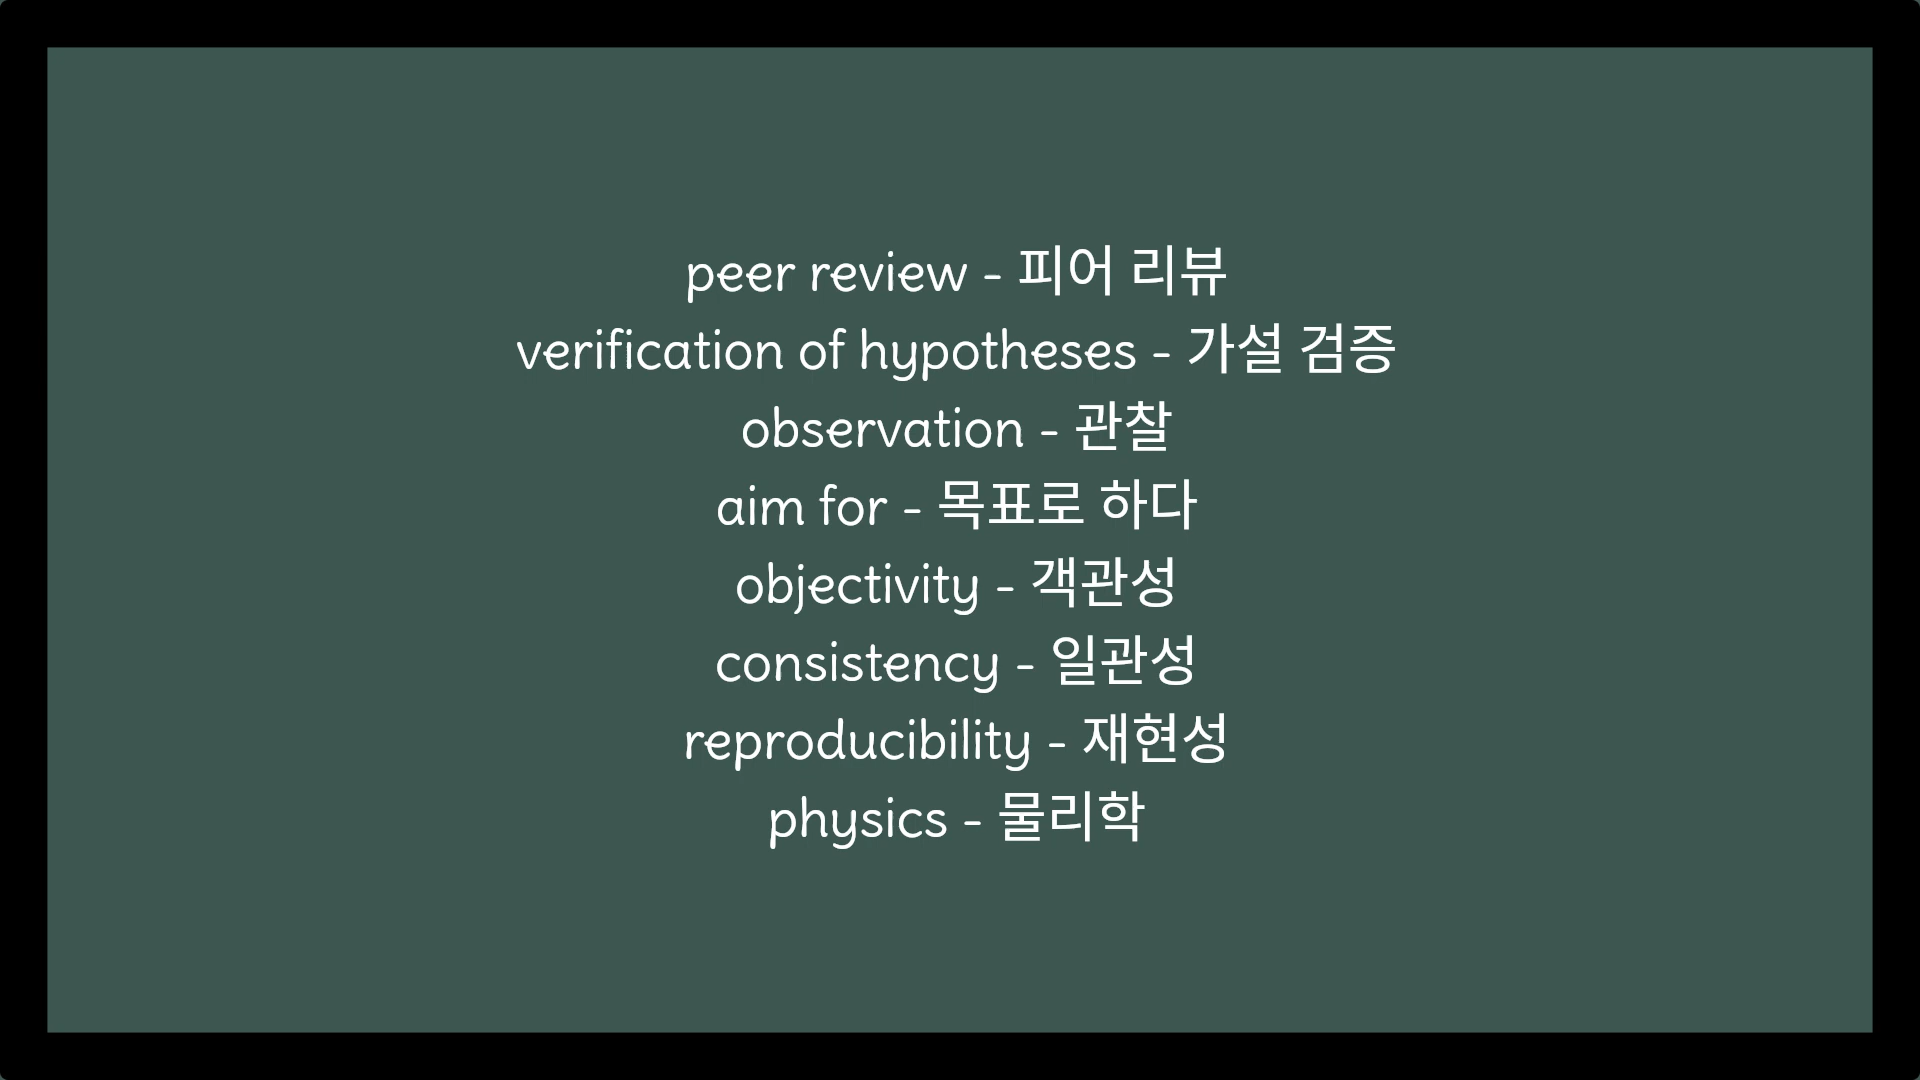 peer review - 피어 리뷰
verification of hypotheses - 가설 검증
observation - 관찰
aim for - 목표로 하다
objectivity - 객관성
consistency - 일관성
reproducibility - 재현성
physics - 물리학